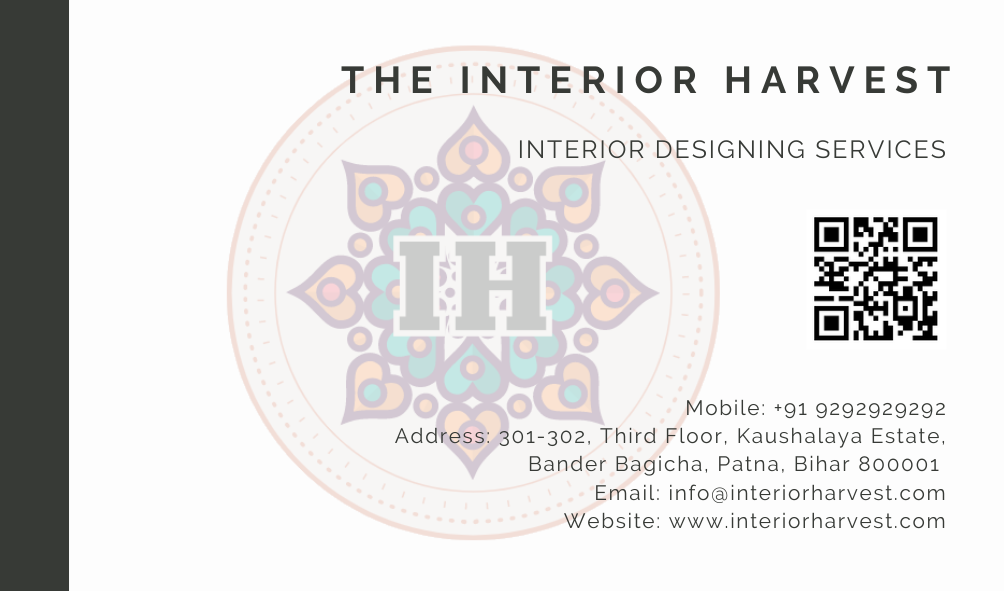 THE INTERIOR HARVEST
INTERIOR DESIGNING SERVICES
IH
Mobile: +91 9292929292
Address: 301-302, Third Floor, Kaushalaya Estate,
Bander Bagicha, Patna, Bihar 800001
Email: info@interiorharvest.com
Website: www.interiorharvest.com